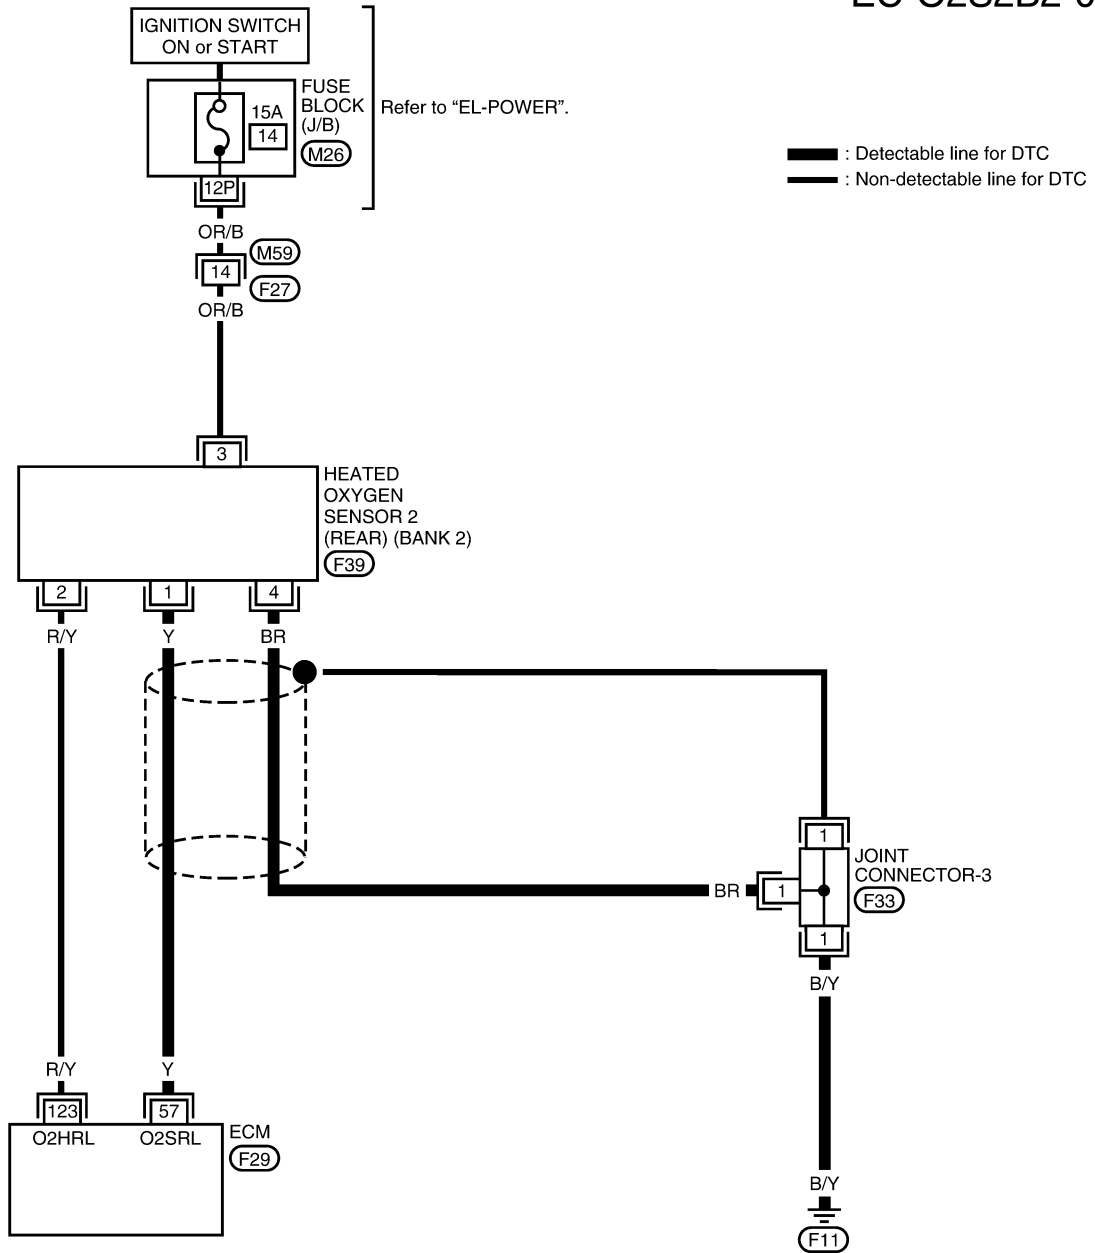 IGNITION SWITCH
ON or START
FUSE
BLOCK
(J/B)
M26
15A
14
Refer to “EL-POWER”.
: Detectable line for DTC
: Non-detectable line for DTC
12P
OR/B
M59
14
F27
OR/B
3
HEATED
OXYGEN
SENSOR 2
(REAR) (BANK 2)
F39
2
1
4
R/Y
Y
BR
1
JOINT
CONNECTOR-3
F33
BR
1
1
B/Y
R/Y
Y
123
57
O2HRL
O2SRL
ECM
F29
B/Y
F11